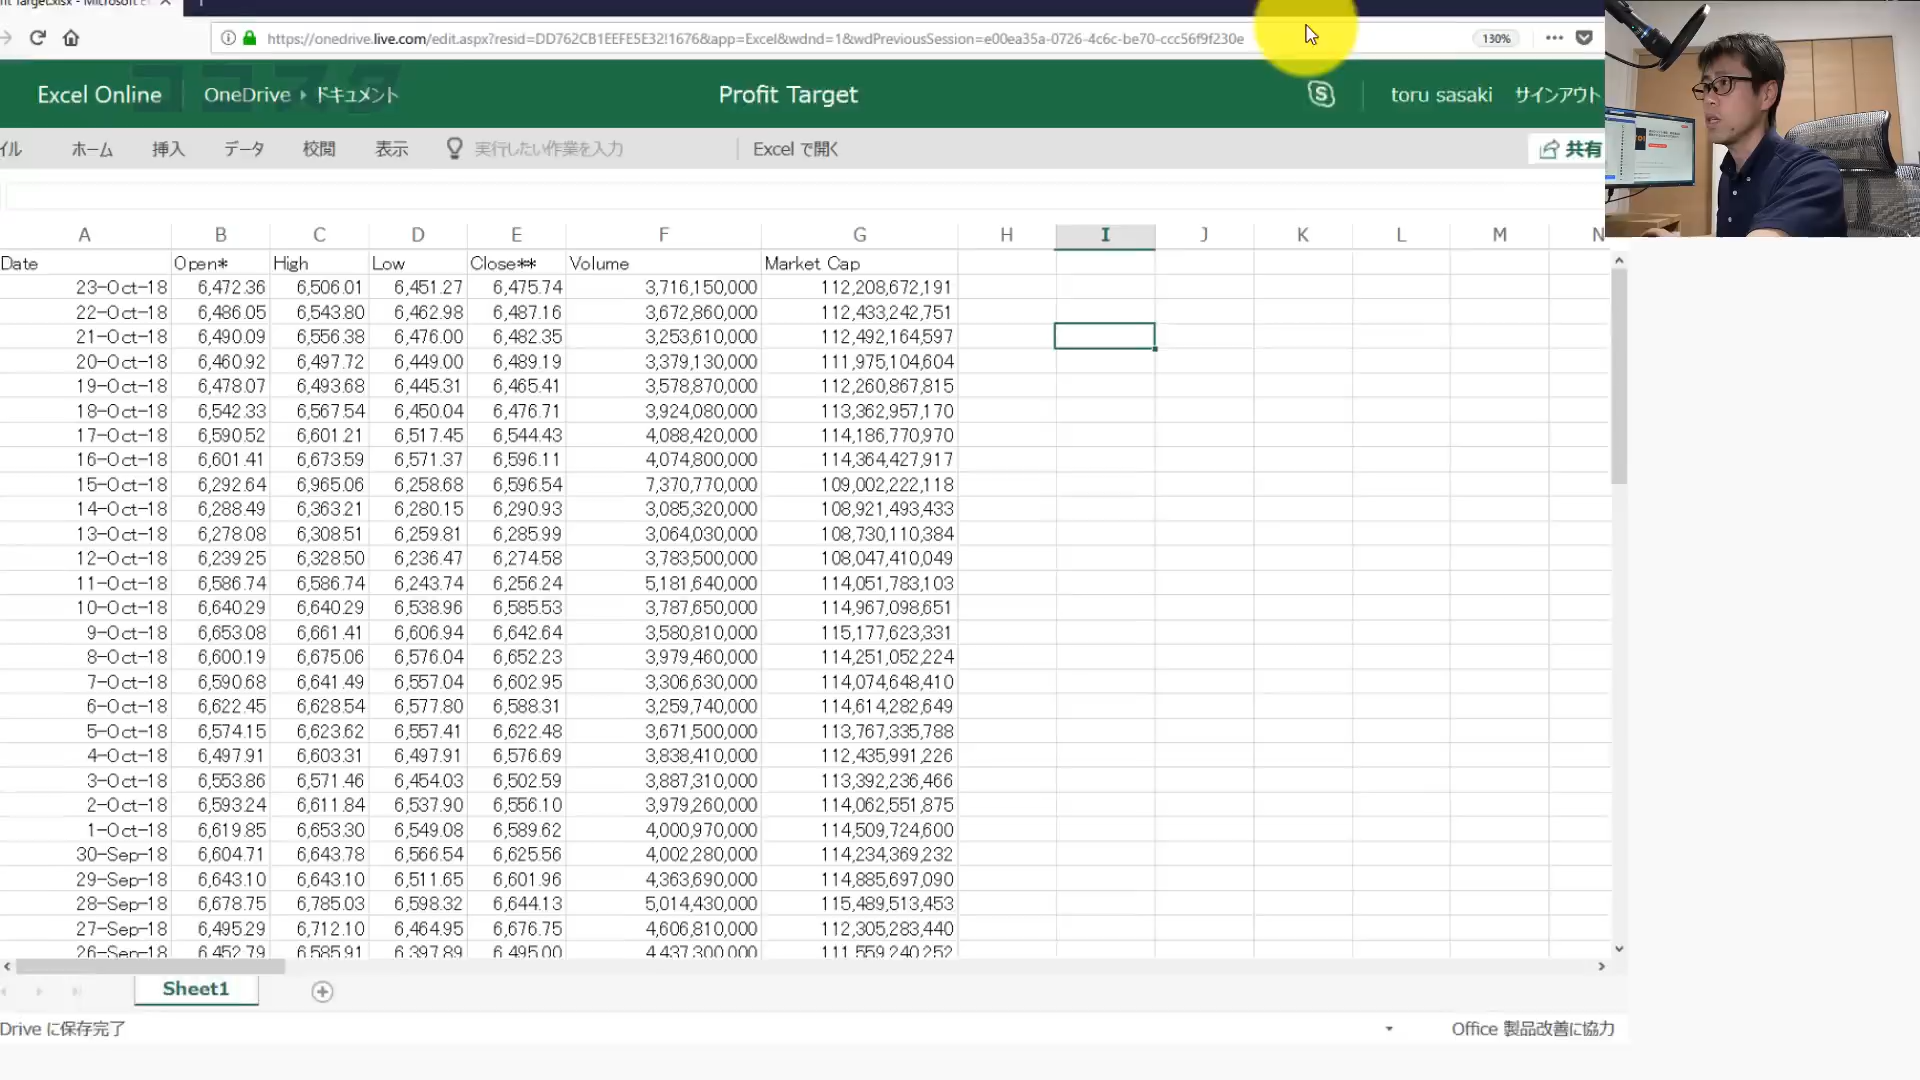 https://onedrive.live.com/edit.aspx?resid=DD762CB1EEFE5E32!1676&app=Excel&wdnd=1&wdPreviousSession=e00ea35a-0726-4c6c-be70-ccc56f9f230e 130%
Excel Online OneDrive ドキュメント Profit Target toru sasaki サインアウト
イル ホーム 挿入 データ 校閲 表示 実行したい作業を入力 Excel で開く 共有
A B C D E F G H I J K L M N
Date Open* High Low Close** Volume Market Cap
23-Oct-18 6,472.36 6,506.01 6,451.27 6,475.74 3,716,150,000 112,208,672,191
22-Oct-18 6,486.05 6,543.80 6,462.98 6,487.16 3,672,860,000 112,433,242,751
21-Oct-18 6,490.09 6,556.38 6,476.00 6,482.35 3,253,610,000 112,492,164,597
20-Oct-18 6,460.92 6,497.72 6,449.00 6,489.19 3,379,130,000 111,975,104,604
19-Oct-18 6,478.07 6,493.68 6,445.31 6,465.41 3,578,870,000 112,260,867,815
18-Oct-18 6,542.33 6,567.54 6,450.04 6,476.71 3,924,080,000 113,362,957,170
17-Oct-18 6,590.52 6,601.21 6,517.45 6,544.43 4,088,420,000 114,186,770,970
16-Oct-18 6,601.41 6,673.59 6,571.37 6,596.11 4,074,800,000 114,364,427,917
15-Oct-18 6,292.64 6,965.06 6,258.68 6,596.54 7,370,770,000 109,002,222,118
14-Oct-18 6,288.49 6,363.21 6,280.15 6,290.93 3,085,320,000 108,921,493,433
13-Oct-18 6,278.08 6,308.51 6,259.81 6,285.99 3,064,030,000 108,730,110,384
12-Oct-18 6,239.25 6,328.50 6,236.47 6,274.58 3,783,500,000 108,047,410,049
11-Oct-18 6,586.74 6,586.74 6,243.74 6,256.24 5,181,640,000 114,051,783,103
10-Oct-18 6,640.29 6,640.29 6,538.96 6,585.53 3,787,650,000 114,967,098,651
9-Oct-18 6,653.08 6,661.41 6,606.94 6,642.64 3,580,810,000 115,177,623,331
8-Oct-18 6,600.19 6,675.06 6,576.04 6,652.23 3,979,460,000 114,251,052,224
7-Oct-18 6,590.68 6,641.49 6,557.04 6,602.95 3,306,630,000 114,074,648,410
6-Oct-18 6,622.45 6,628.54 6,577.80 6,588.31 3,259,740,000 114,614,282,649
5-Oct-18 6,574.15 6,623.62 6,557.41 6,622.48 3,671,500,000 113,767,335,788
4-Oct-18 6,497.91 6,603.31 6,497.91 6,576.69 3,838,410,000 112,435,991,226
3-Oct-18 6,553.86 6,571.46 6,454.03 6,502.59 3,887,310,000 113,392,236,466
2-Oct-18 6,593.24 6,611.84 6,537.90 6,556.10 3,979,260,000 114,062,551,875
1-Oct-18 6,619.85 6,653.30 6,549.08 6,589.62 4,000,970,000 114,509,724,600
30-Sep-18 6,604.71 6,643.78 6,566.54 6,625.56 4,002,280,000 114,234,369,232
29-Sep-18 6,643.10 6,643.10 6,511.65 6,601.96 4,363,690,000 114,885,697,090
28-Sep-18 6,678.75 6,785.03 6,598.32 6,644.13 5,014,430,000 115,489,513,453
27-Sep-18 6,495.29 6,712.10 6,464.95 6,676.75 4,606,810,000 112,305,283,440
26-Sep-18 6,452.79 6,585.91 6,397.89 6,495.00 4,437,300,000 111,559,240,252
Sheet1
Drive に保存完了 Office 製品改善に協力